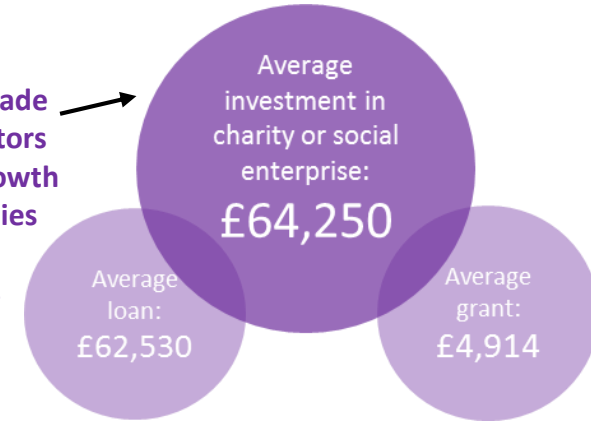 Average
investment in
charity or social
enterprise:
£64,250
Average
loan:
£62,530
Average
grant:
£4,914